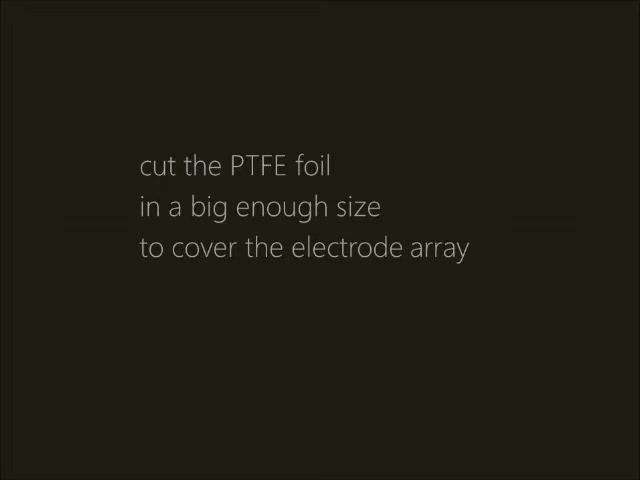 cut the PTFE foil
in a big enough size
to cover the electrode array